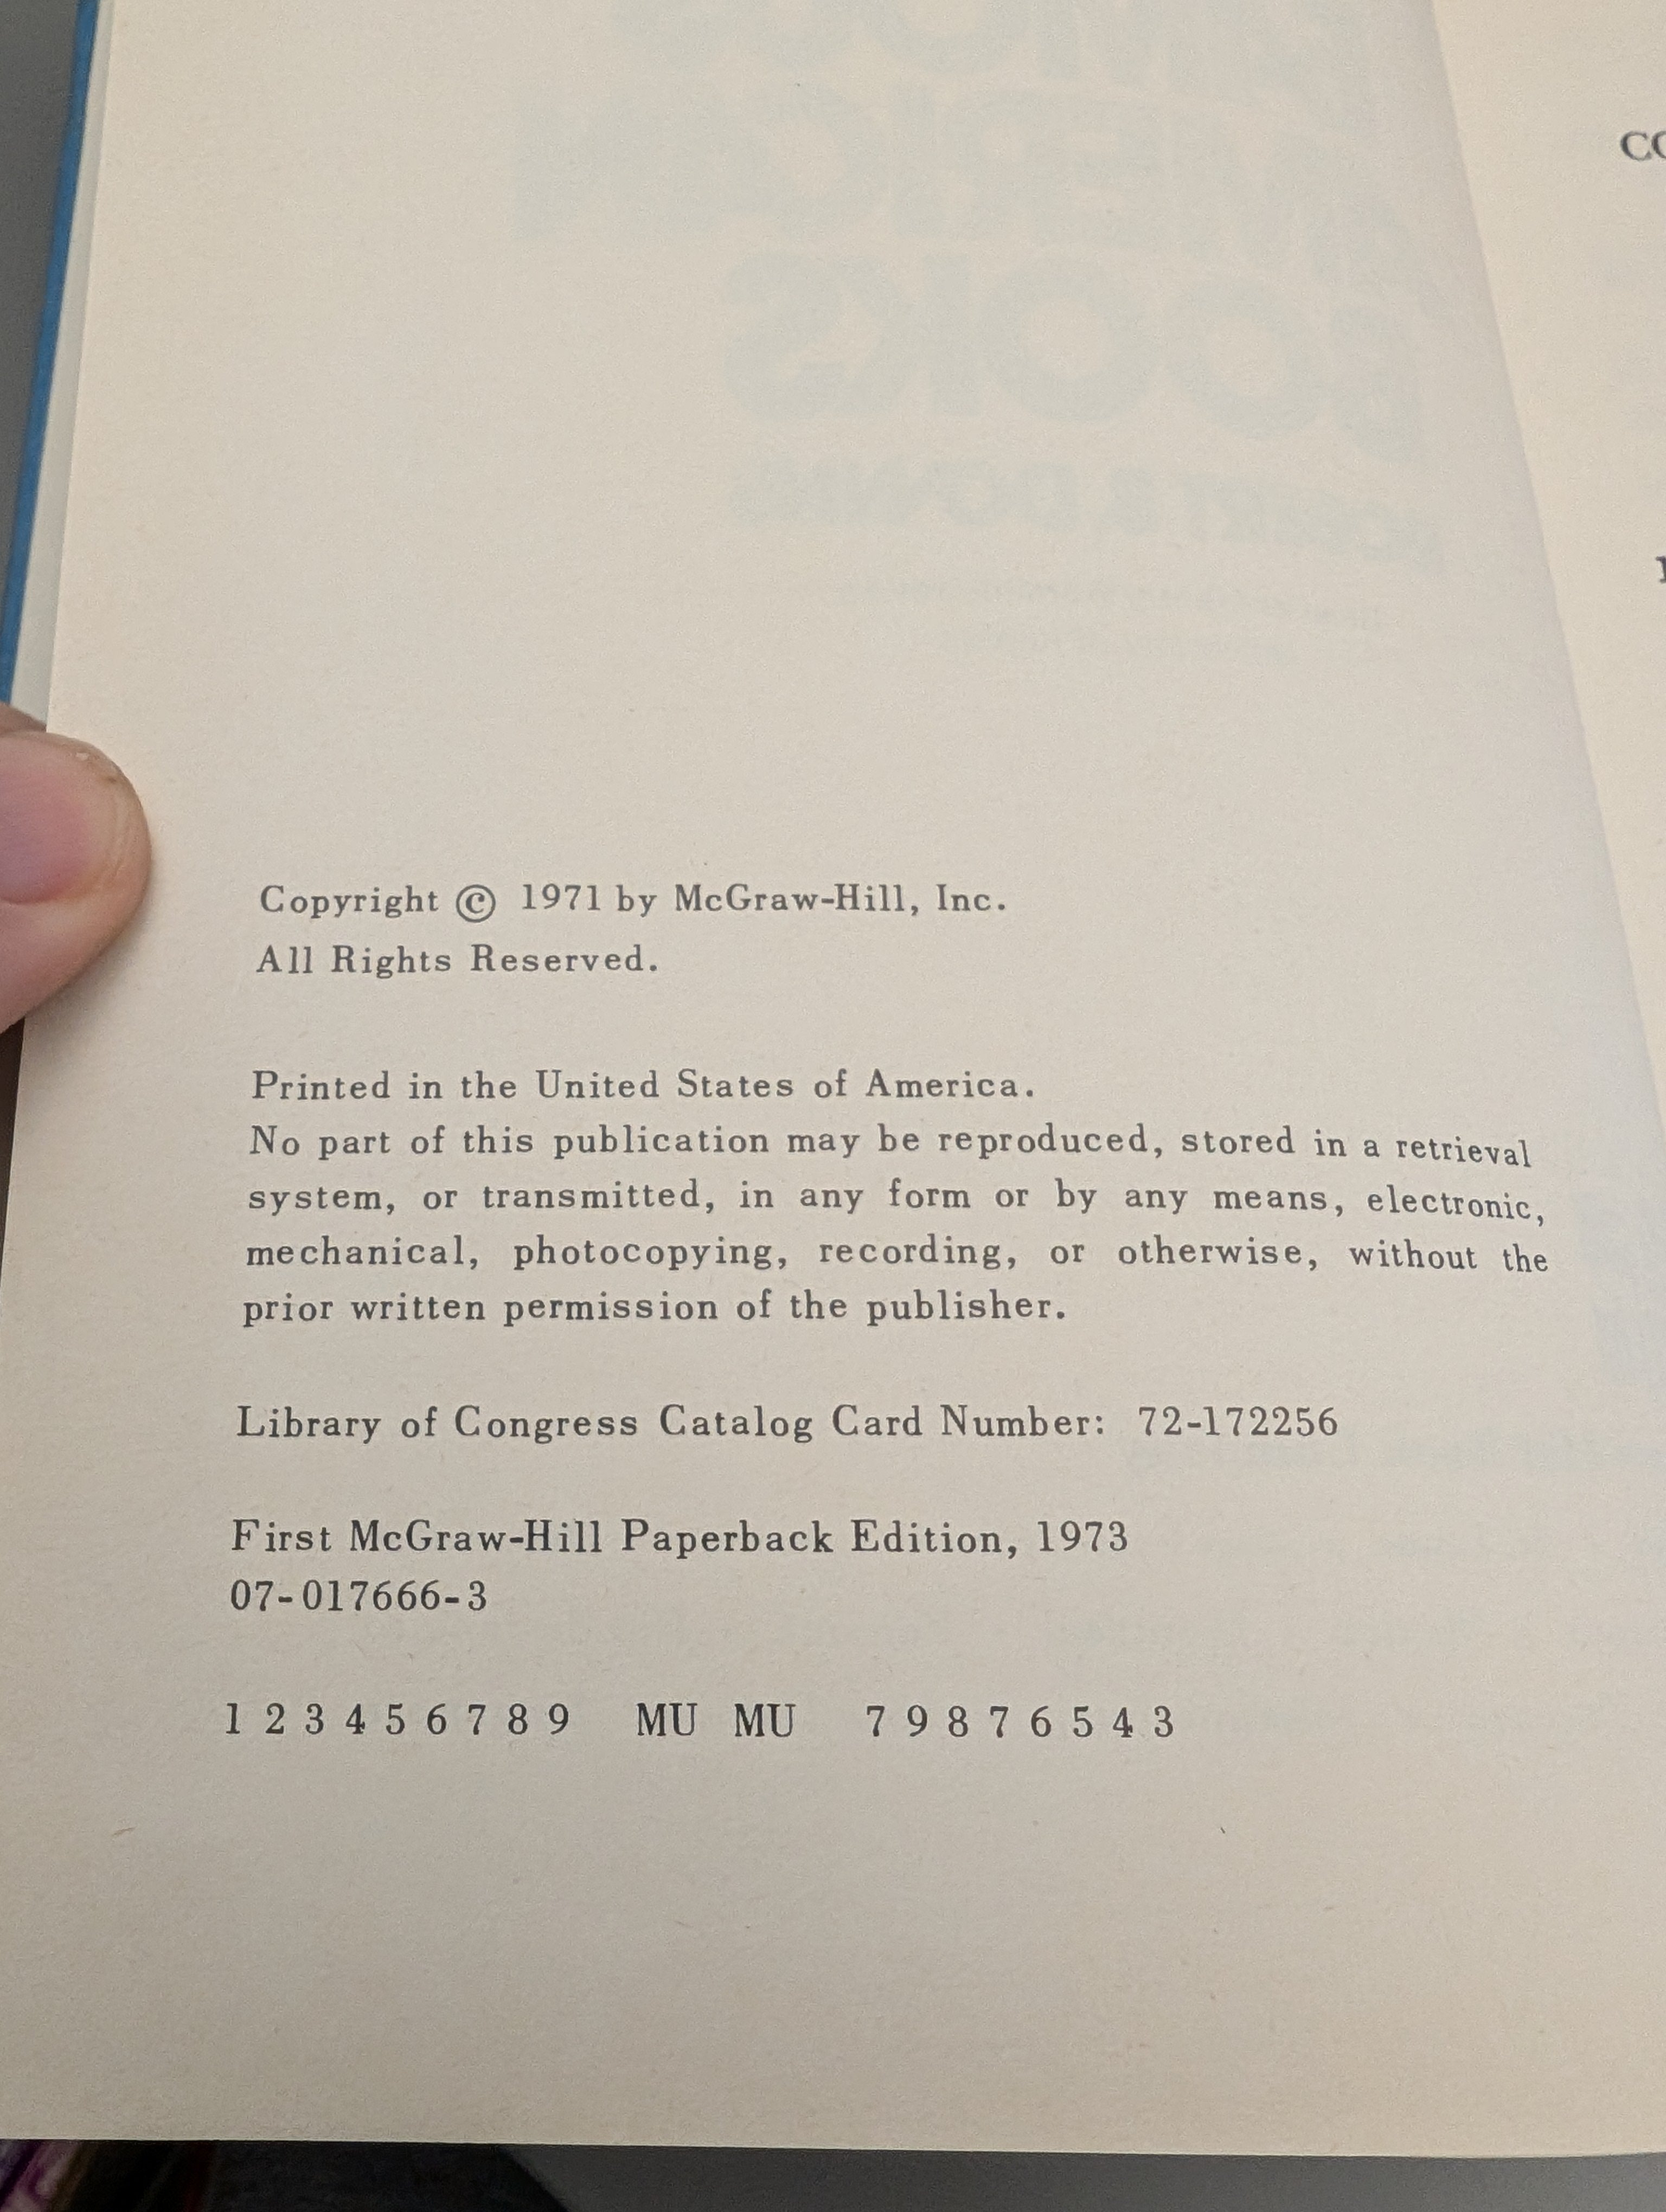 Copyright © 1971 by McGraw-Hill, Inc.
All Rights Reserved.
Printed in the United States of America.
No part of this publication may be reproduced, stored in a retrieval
system, or transmitted, in any form or by any means, electronic,
mechanical, photocopying, recording, or otherwise, without the
prior written permission of the publisher.
Library of Congress Catalog Card Number: 72-172256
First McGraw-Hill Paperback Edition, 1973
07-017666-3
1 2 3 4 5 6 7 8 9 MU MU 7 9 8 7 6 5 4 3